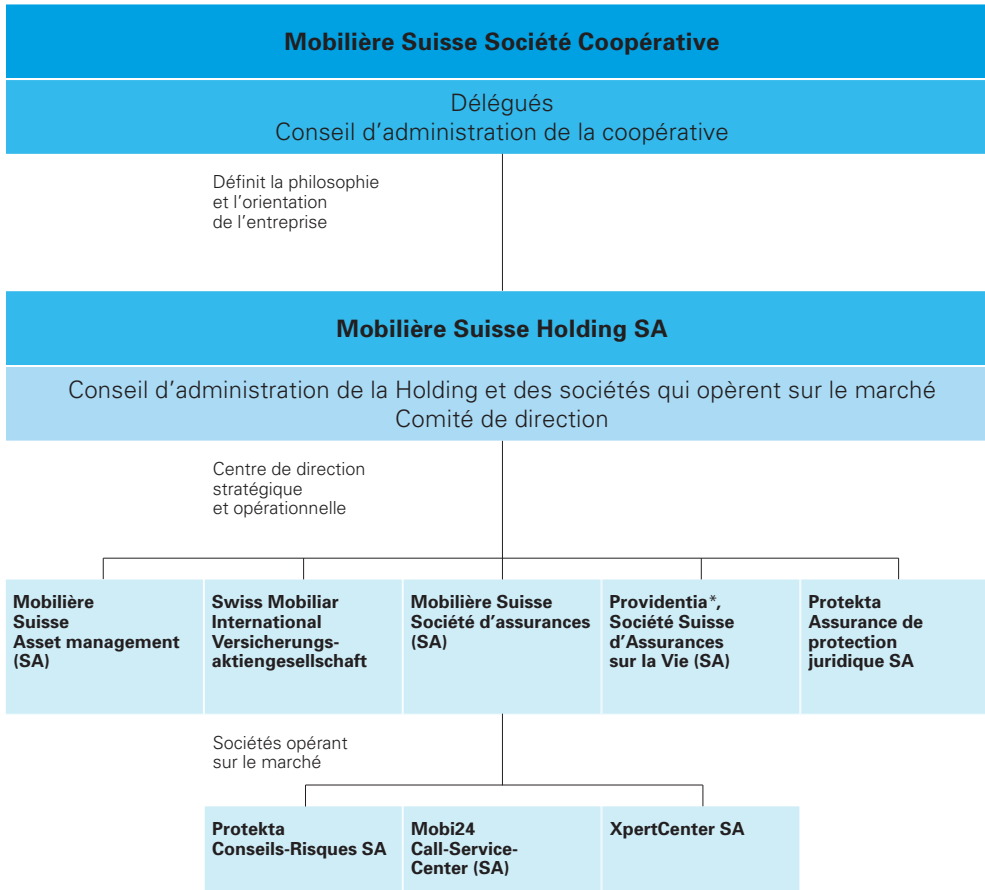 Mobilière Suisse Société Coopérative
Délégués
Conseil d’administration de la coopérative
Définit la philosophie
et l’orientation
de l’entreprise
Mobilière Suisse Holding SA
Conseil d’administration de la Holding et des sociétés qui opèrent sur le marché
Comité de direction
Centre de direction
stratégique
et opérationnelle
Mobilière
Suisse
Asset management
(SA)
Swiss Mobiliar
International
Versicherungs-
aktiengesellschaft
Mobilière Suisse
Société d’assurances
(SA)
Providentia*,
Société Suisse
d’Assurances
sur la Vie (SA)
Protekta
Assurance de
protection
juridique SA
Sociétés opérant
sur le marché
Protekta
Conseils-Risques SA
Mobi24
Call-Service-
Center (SA)
XpertCenter SA